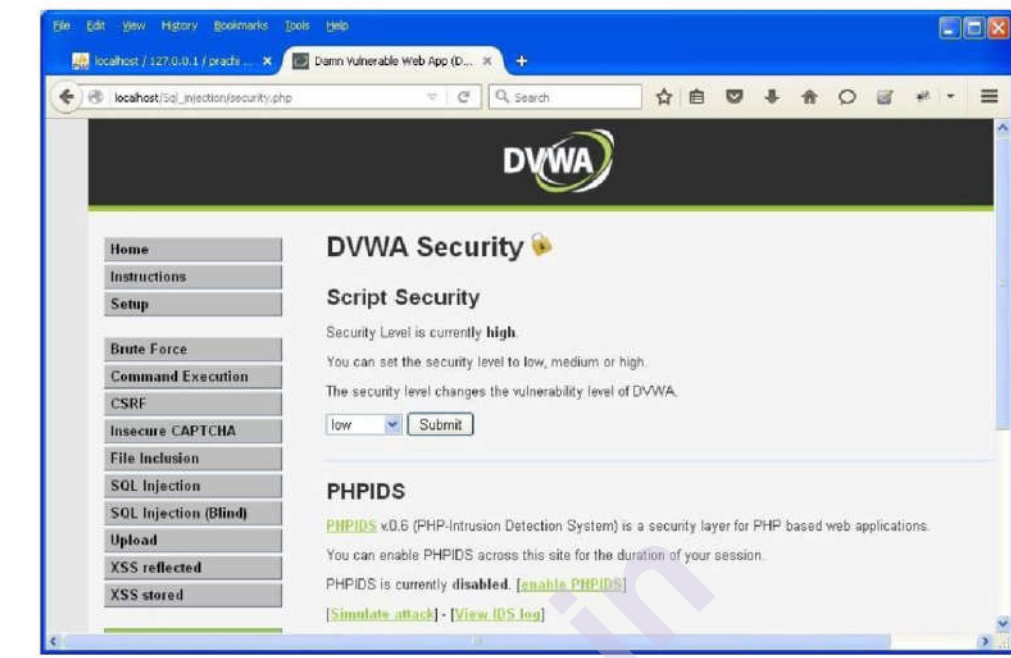 File Edit View History Bookmarks Tools Help
localhost / 127.0.0.1 / prachi ... × Damn Vulnerable Web App (D... × +
localhost/Sql_injection/security.php Search
DVWA
Home
Instructions
Setup
Brute Force
Command Execution
CSRF
Insecure CAPTCHA
File Inclusion
SQL Injection
SQL Injection (Blind)
Upload
XSS reflected
XSS stored
DVWA Security
Script Security
Security Level is currently high.
You can set the security level to low, medium or high.
The security level changes the vulnerability level of DVWA.
low Submit
PHPIDS
PHPIDS v.0.6 (PHP-Intrusion Detection System) is a security layer for PHP based web applications.
You can enable PHPIDS across this site for the duration of your session.
PHPIDS is currently disabled. [enable PHPIDS]
[Simulate attack] - [View IDS log]
in